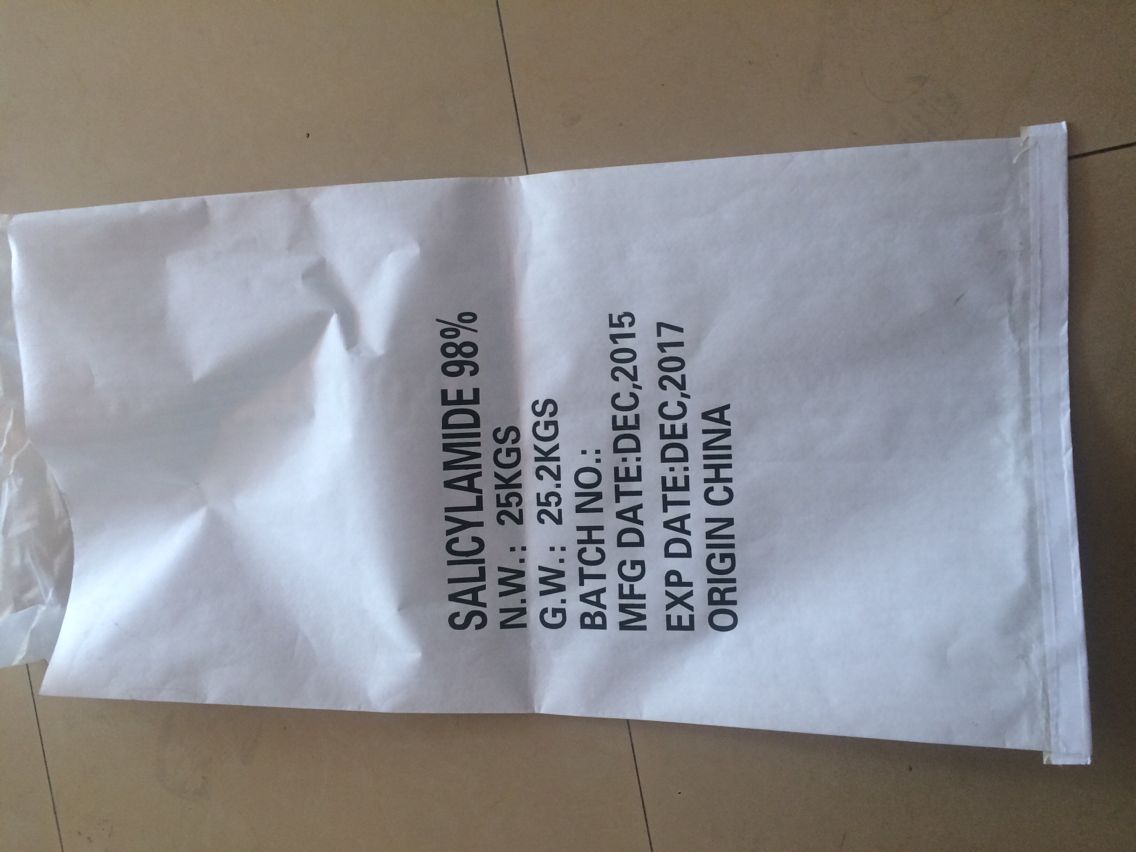 SALICYLAMIDE 98%
N.W.: 25KGS
G.W.: 25.2KGS
BATCH NO.:
MFG DATE:DEC,2015
EXP DATE:DEC,2017
ORIGIN CHINA